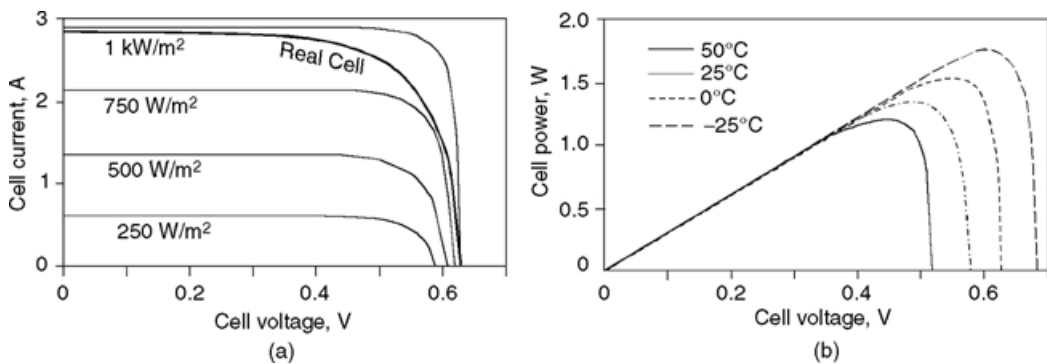 3
2
1
0
Cell current, A
1 kW/m²
Real Cell
750 W/m²
500 W/m²
250 W/m²
0
0.2
0.4
0.6
Cell voltage, V
(a)
2.0
1.5
1.0
0.5
0
Cell power, W
50°C
25°C
0°C
–25°C
0
0.2
0.4
0.6
Cell voltage, V
(b)